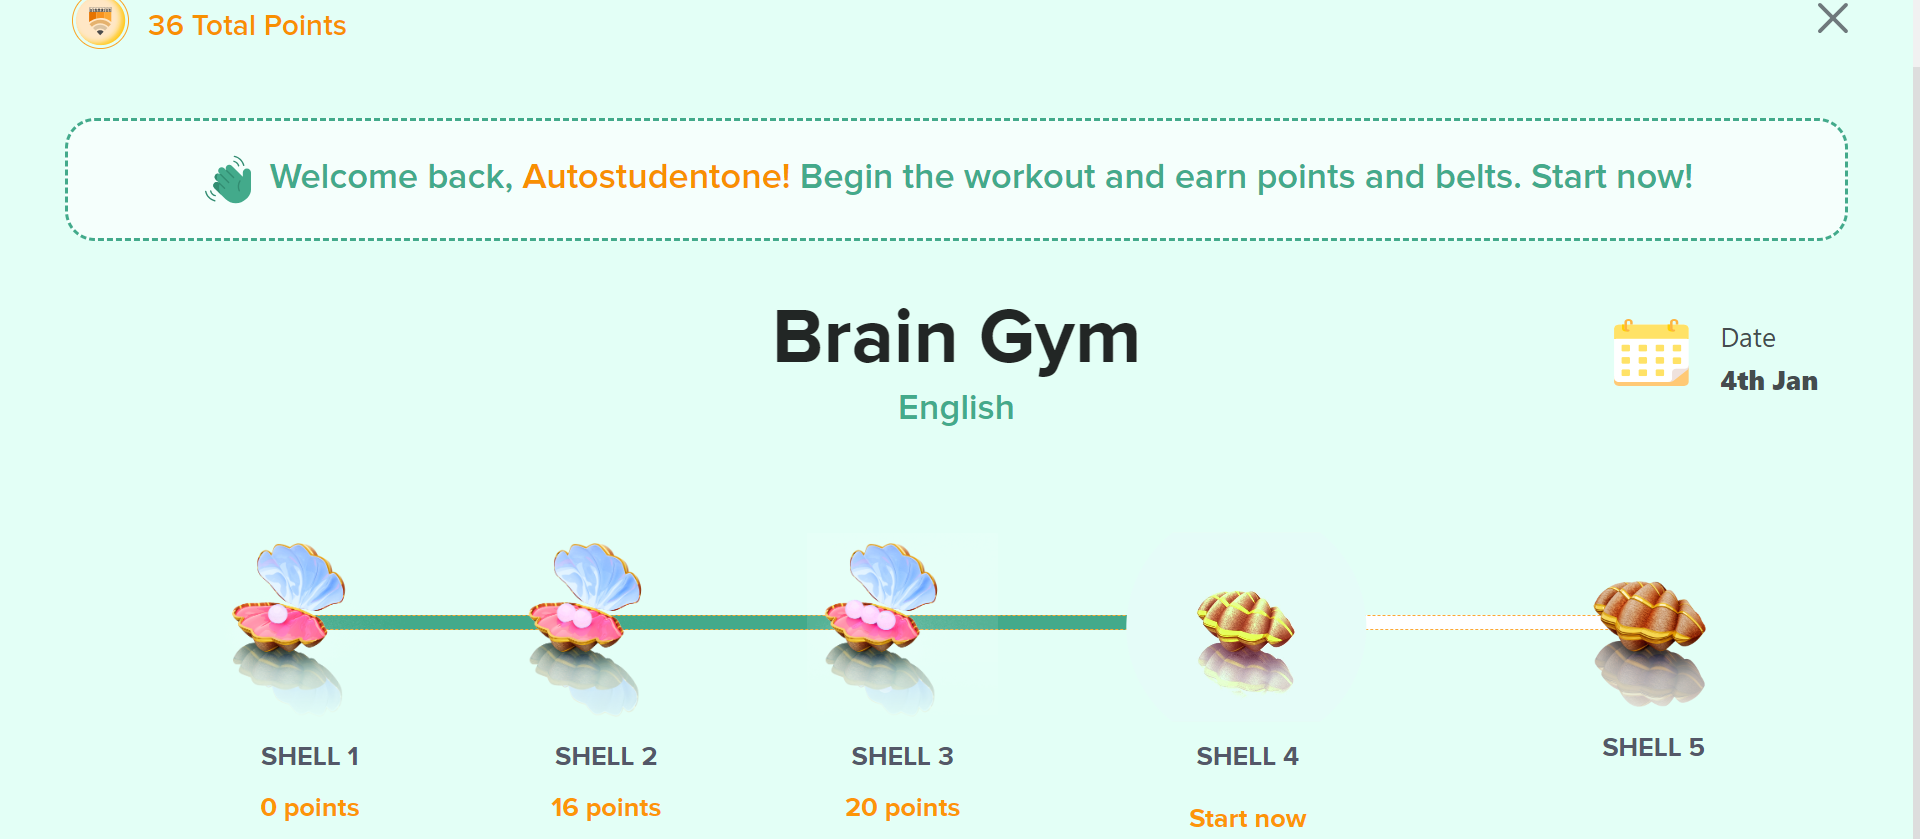 36 Total Points
Welcome back, Autostudentone! Begin the workout and earn points and belts. Start now!
Brain Gym
English
Date
4th Jan
SHELL 1
SHELL 2
SHELL 3
SHELL 4
SHELL 5
0 points
16 points
20 points
Start now